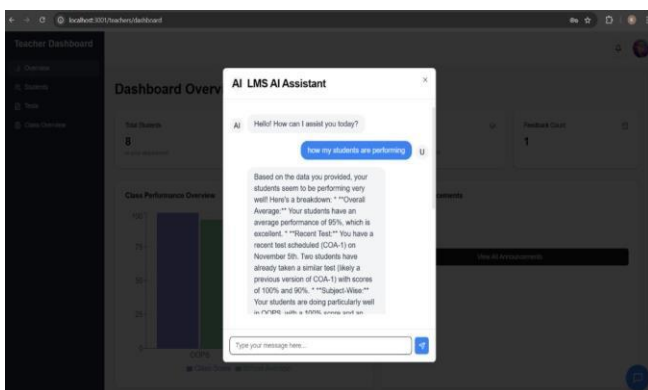 localhost:3001/teachers/dashboard
Teacher Dashboard
Overview
Students
Tests
Class Overview
Dashboard Overv
Total Students
8
Feedback Count
1
Class Performance Overview
100
75
50
25
0
OOPS
View All Announcements
AI LMS AI Assistant
×
AI
Hello! How can I assist you today?
how my students are performing
U
Based on the data you provided, your
students seem to be performing very
well! Here's a breakdown: * **Overall
Average:** Your students have an
average performance of 95%, which is
excellent. * **Recent Test:** You have a
recent test scheduled (COA-1) on
November 5th. Two students have
already taken a similar test (likely a
previous version of COA-1) with scores
of 100% and 90%. * **Subject-Wise:**
Your students are doing particularly well
in OOPS, with a 100% score and an
Type your message here...